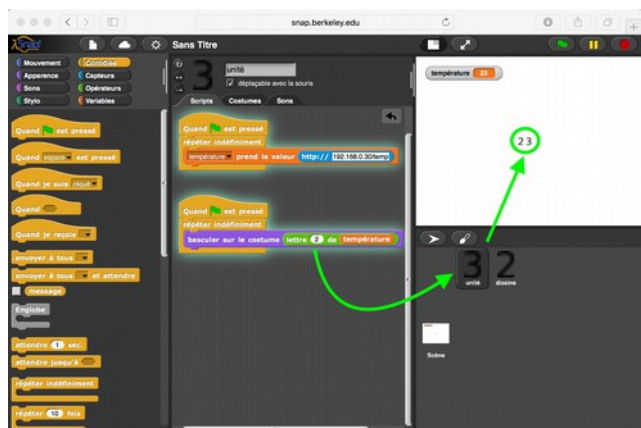 snap.berkeley.edu
Snap!
Sans Titre
Mouvement
Contrôle
Apparence
Capteurs
Sons
Opérateurs
Stylo
Variables
Quand est pressé
Quand espace est pressé
Quand je suis cliqué
Quand
Quand je reçois
envoyer à tous
envoyer à tous et attendre
message
Englobe
attendre 1 sec.
attendre jusqu'à
répéter indéfiniment
répéter 10 fois
3
unité
déplaçable avec la souris
Scripts Costumes Sons
Quand est pressé
répéter indéfiniment
température prend la valeur http:// 192.168.0.30/temp
Quand est pressé
répéter indéfiniment
basculer sur le costume lettre 2 de température
température 23
23
3 2
unité dizaine
Scène